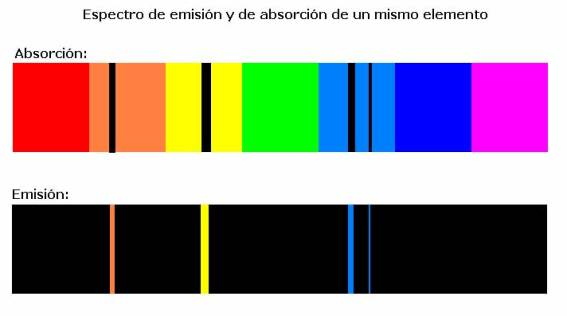 Espectro de emisión y de absorción de un mismo elemento
Absorción:
Emisión: